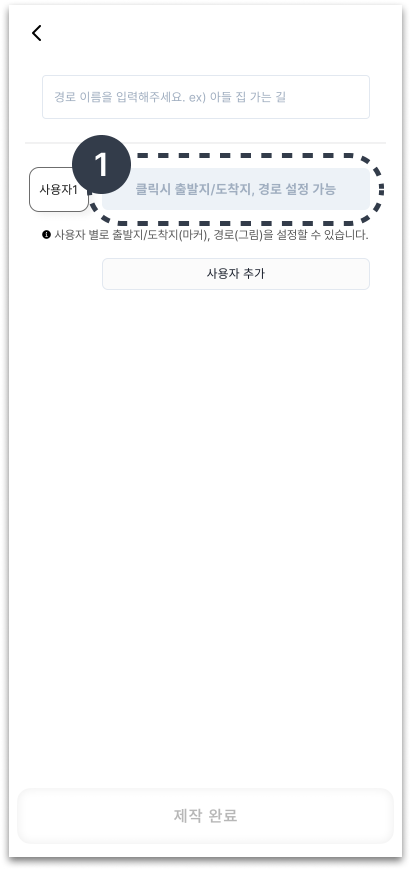 경로 이름을 입력해주세요. ex) 아들 집 가는 길
1
사용자1
클릭시 출발지/도착지, 경로 설정 가능
사용자 별로 출발지/도착지(마커), 경로(그림)을 설정할 수 있습니다.
사용자 추가
제작 완료